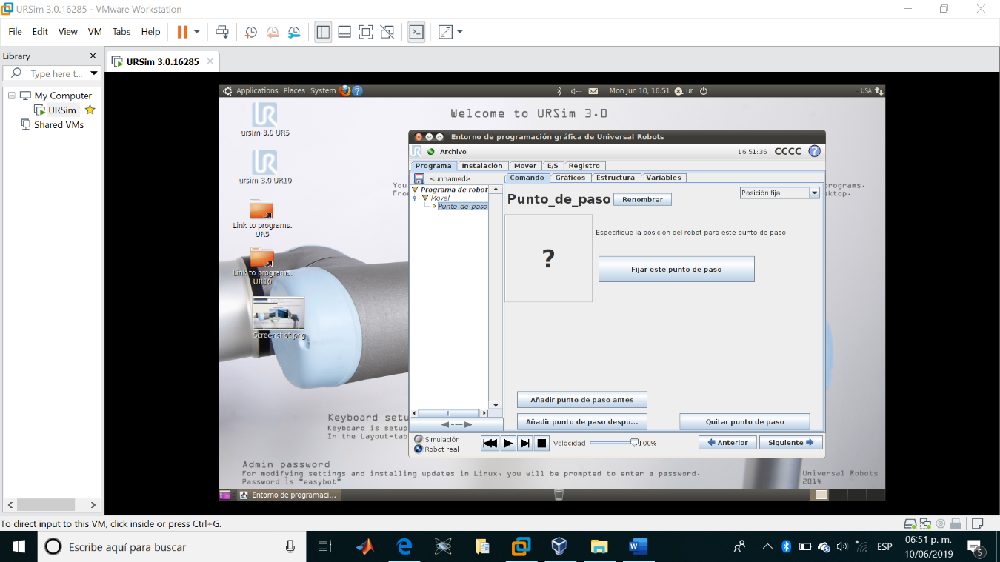 URSim 3.0.16285 - VMware Workstation
File Edit View VM Tabs Help
Library
URSim 3.0.16285
Type here t...
My Computer
URSim
Shared VMs
Applications Places System
Mon Jun 10, 16:51
ur
USA
Welcome to URSim 3.0
ursim-3.0 UR5
ursim-3.0 UR10
Link to programs.
UR5
Link to programs.
UR10
Screenshot.png
You
From
programs.
sktop.
Entorno de programación gráfica de Universal Robots
UR
Archivo
16:51:35 CCCC ?
Programa Instalación Mover E/S Registro
<unnamed>
Comando Gráficos Estructura Variables
Programa de robot
MoveJ
Punto_de_paso
Punto_de_paso
Renombrar
Posición fija
Especifique la posición del robot para este punto de paso
?
Fijar este punto de paso
Añadir punto de paso antes
Añadir punto de paso despu...
Quitar punto de paso
Simulación
Robot real
Velocidad 100%
Anterior
Siguiente
Keyboard setu
Keyboard is setup
In the Layout-tab
Admin password
For modifying settings and installing updates in Linux, you will be prompted to enter a password.
Password is "easybot"
Universal Robots
2014
Entorno de programaci...
To direct input to this VM, click inside or press Ctrl+G.
Escribe aquí para buscar
ESP
06:51 p. m.
10/06/2019
5